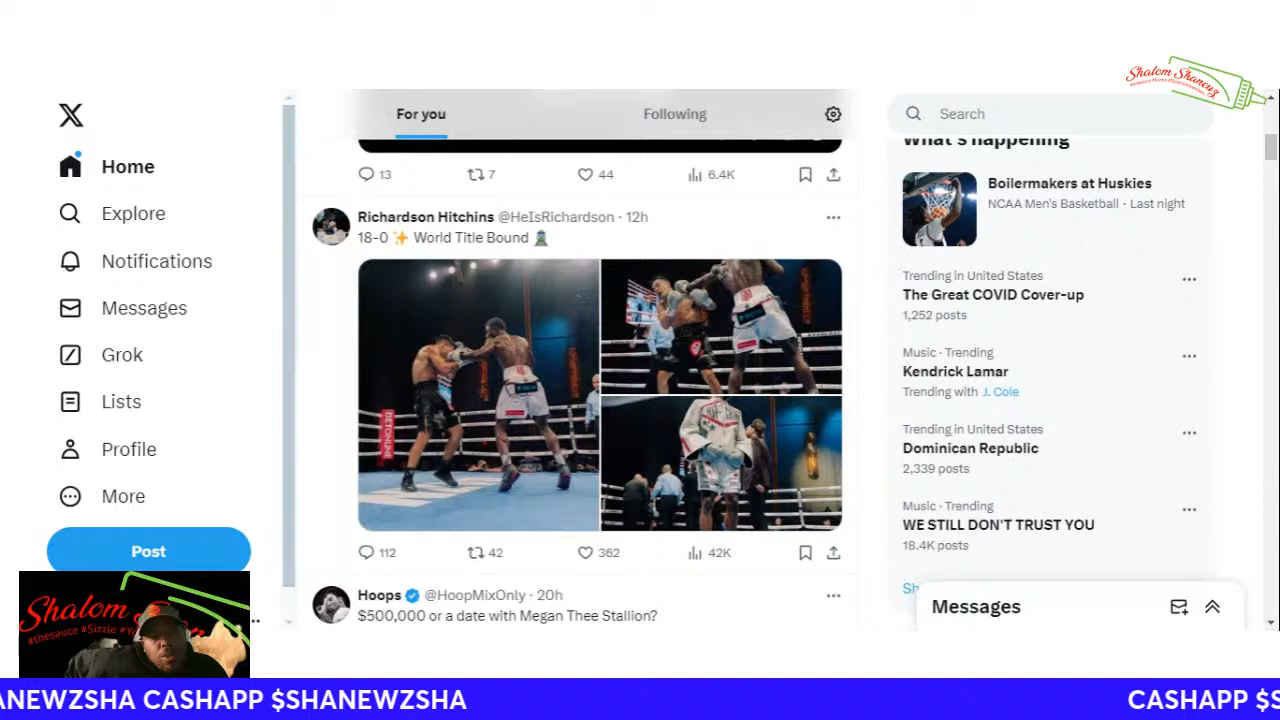 Shalom Shanewz
X
Home
Explore
Notifications
Messages
Grok
Lists
Profile
More
Post
For you
Following
13
7
44
6.4K
Richardson Hitchins @HeIsRichardson · 12h
18-0 ✨ World Title Bound
BETONLINE
112
42
362
42K
Hoops @HoopMixOnly · 20h
$500,000 or a date with Megan Thee Stallion?
Search
What's happening
Boilermakers at Huskies
NCAA Men's Basketball · Last night
Trending in United States
The Great COVID Cover-up
1,252 posts
Music · Trending
Kendrick Lamar
Trending with J. Cole
Trending in United States
Dominican Republic
2,339 posts
Music · Trending
WE STILL DON'T TRUST YOU
18.4K posts
Sh
Messages
Shalom
#thesauce #Sizzle
ANEWZSHA CASHAPP $SHANEWZSHA
CASHAPP $S